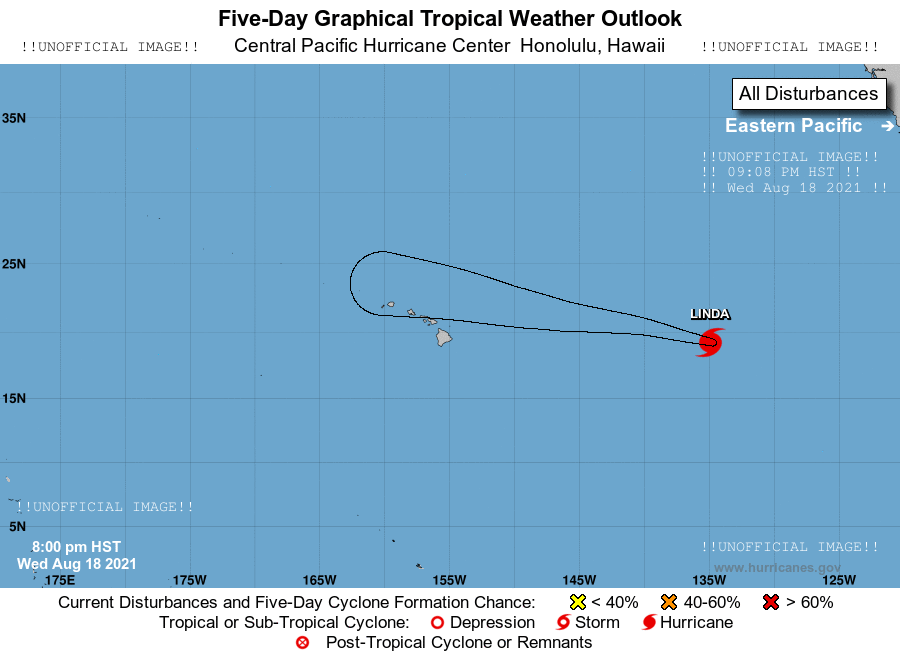 Five-Day Graphical Tropical Weather Outlook
!!UNOFFICIAL IMAGE!! Central Pacific Hurricane Center Honolulu, Hawaii !!UNOFFICIAL IMAGE!!
All Disturbances
35N
Eastern Pacific
!!UNOFFICIAL IMAGE!!
!! 09:08 PM HST !!
!! Wed Aug 18 2021 !!
25N
LINDA
15N
!!UNOFFICIAL IMAGE!!
5N
8:00 pm HST
!!UNOFFICIAL IMAGE!!
Wed Aug 18 2021
www.hurricanes.gov
175E 175W 165W 155W 145W 135W 125W
Current Disturbances and Five-Day Cyclone Formation Chance: < 40% 40-60% > 60%
Tropical or Sub-Tropical Cyclone: Depression Storm Hurricane
Post-Tropical Cyclone or Remnants